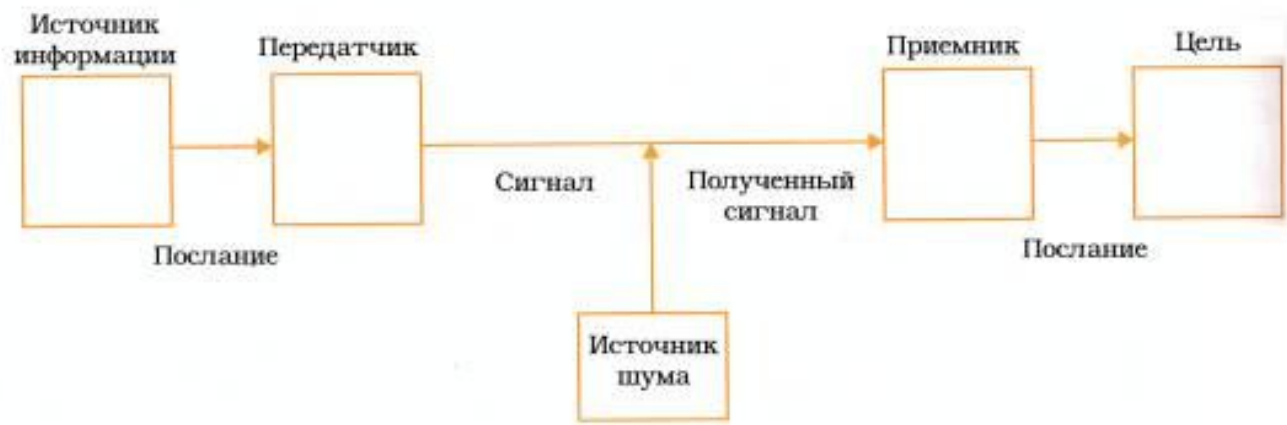 Источник
информации
Передатчик
Приемник
Цель
Сигнал
Полученный
сигнал
Послание
Послание
Источник
шума